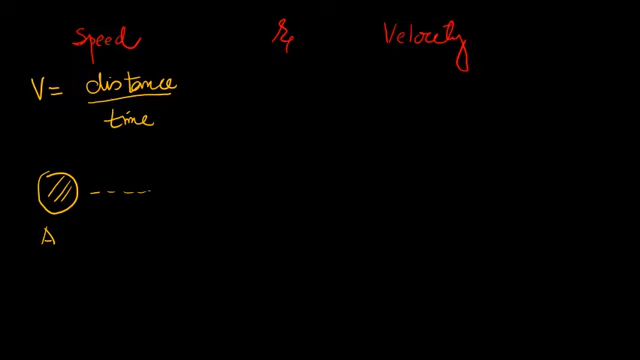 Speed & Velocity
V = distance / time
A